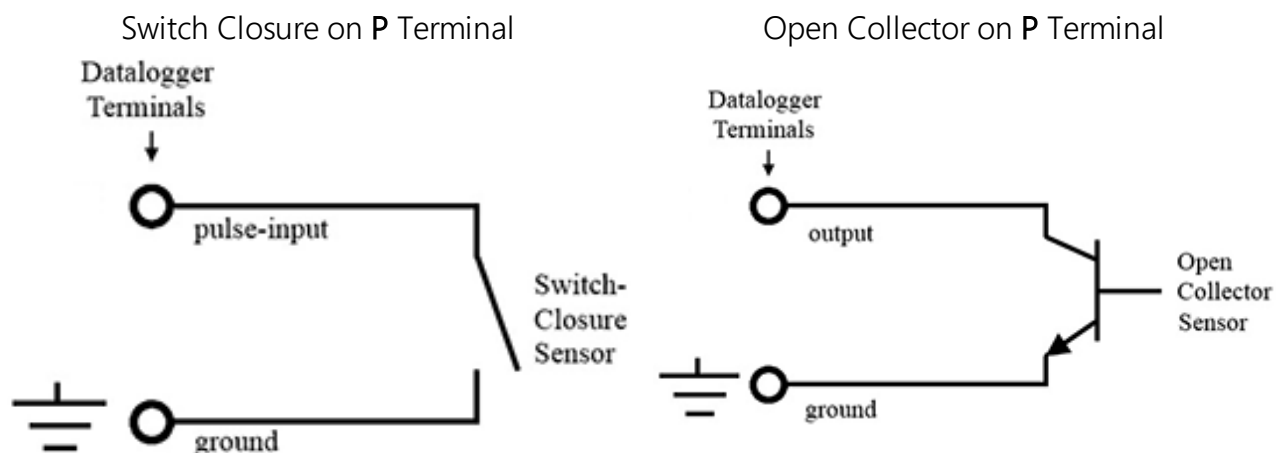 Switch Closure on P Terminal
Datalogger
Terminals
pulse-input
Switch-
Closure
Sensor
ground
Open Collector on P Terminal
Datalogger
Terminals
output
Open
Collector
Sensor
ground